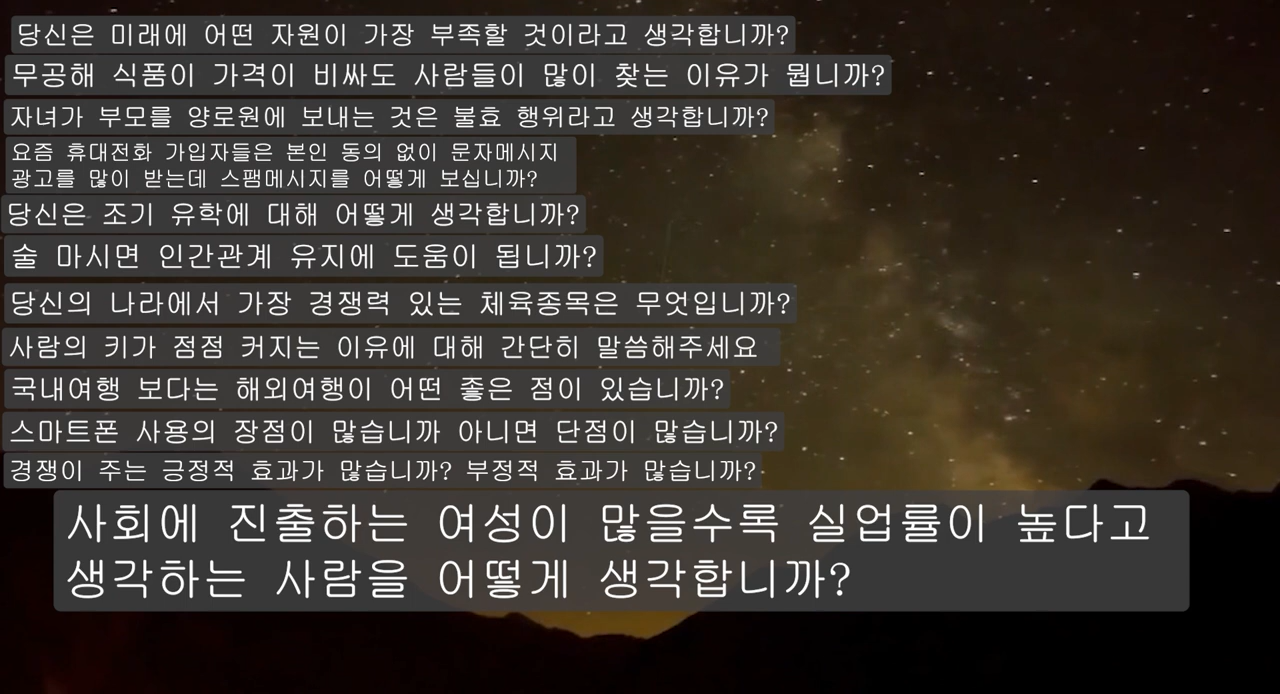 당신은 미래에 어떤 자원이 가장 부족할 것이라고 생각합니까?
무공해 식품이 가격이 비싸도 사람들이 많이 찾는 이유가 뭡니까?
자녀가 부모를 양로원에 보내는 것은 불효 행위라고 생각합니까?
요즘 휴대전화 가입자들은 본인 동의 없이 문자메시지
광고를 많이 받는데 스팸메시지를 어떻게 보십니까?
당신은 조기 유학에 대해 어떻게 생각합니까?
술 마시면 인간관계 유지에 도움이 됩니까?
당신의 나라에서 가장 경쟁력 있는 체육종목은 무엇입니까?
사람의 키가 점점 커지는 이유에 대해 간단히 말씀해주세요
국내여행 보다는 해외여행이 어떤 좋은 점이 있습니까?
스마트폰 사용의 장점이 많습니까 아니면 단점이 많습니까?
경쟁이 주는 긍정적 효과가 많습니까? 부정적 효과가 많습니까?
사회에 진출하는 여성이 많을수록 실업률이 높다고
생각하는 사람을 어떻게 생각합니까?